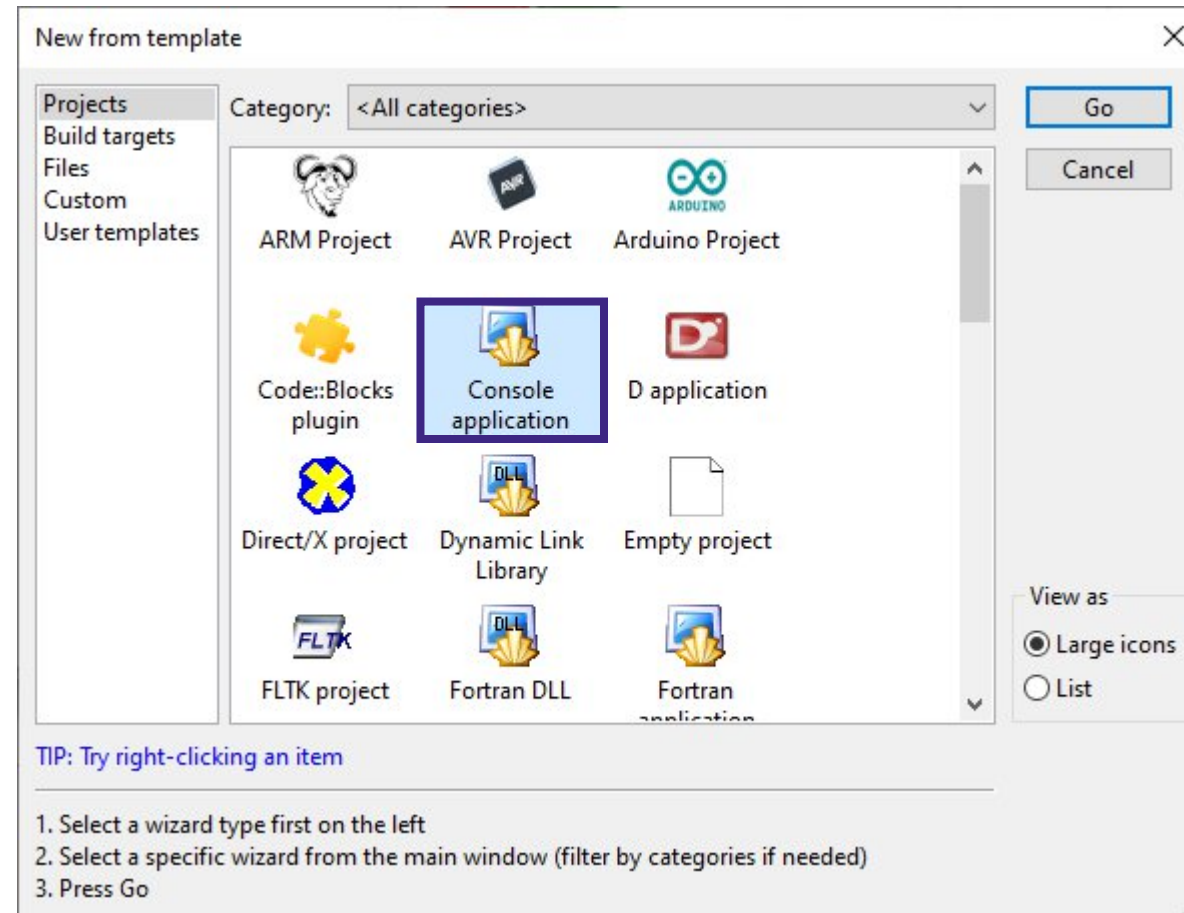 New from template
Projects
Build targets
Files
Custom
User templates
Category: <All categories>
Go
Cancel
AVR
ARDUINO
ARM Project AVR Project Arduino Project
D
Code::Blocks
plugin
Console
application
D application
DLL
Direct/X project
Dynamic Link
Library
Empty project
FLTK
DLL
FLTK project Fortran DLL Fortran
application
View as
Large icons
List
TIP: Try right-clicking an item
1. Select a wizard type first on the left
2. Select a specific wizard from the main window (filter by categories if needed)
3. Press Go